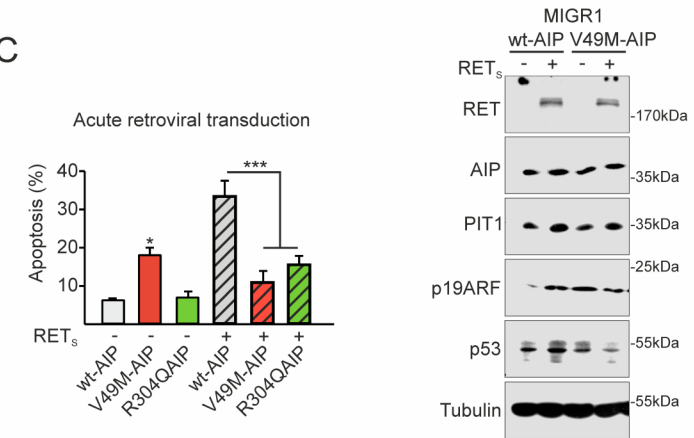 C
Acute retroviral transduction
Apoptosis (%)
40
30
20
10
*
***
RETS - - - + + +
wt-AIP
V49M-AIP
R304QAIP
wt-AIP
V49M-AIP
R304QAIP
MIGR1
wt-AIP V49M-AIP
RETS - + - +
RET -170kDa
AIP -35kDa
PIT1 -35kDa
-25kDa
p19ARF
p53 -55kDa
Tubulin -55kDa